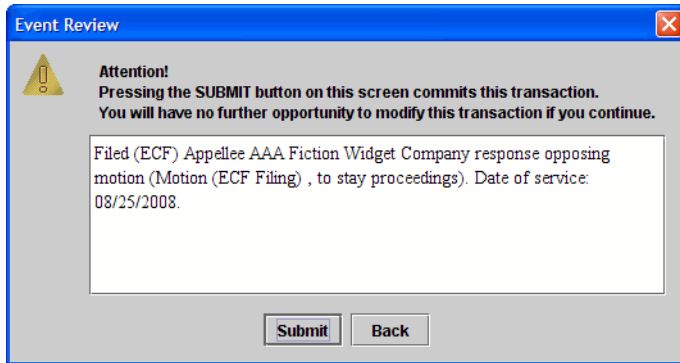 Event Review
Attention!
Pressing the SUBMIT button on this screen commits this transaction.
You will have no further opportunity to modify this transaction if you continue.
Filed (ECF) Appellee AAA Fiction Widget Company response opposing
motion (Motion (ECF Filing) , to stay proceedings). Date of service:
08/25/2008.
Submit Back